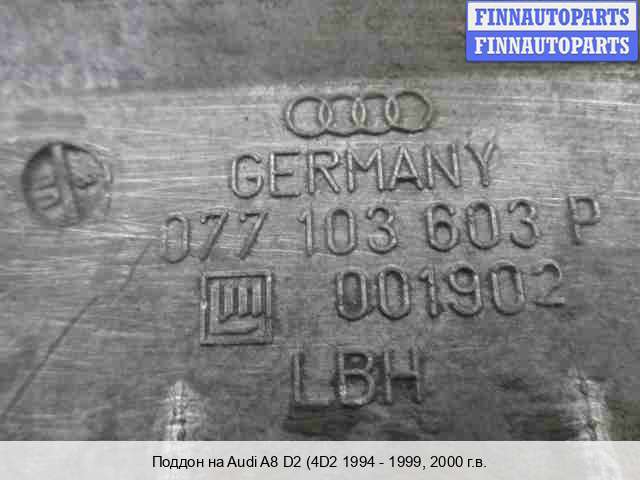 FINNAUTOPARTS
FINNAUTOPARTS
GERMANY
077 103 603 P
001902
LBH
Поддон на Audi A8 D2 (4D2 1994 - 1999, 2000 г.в.